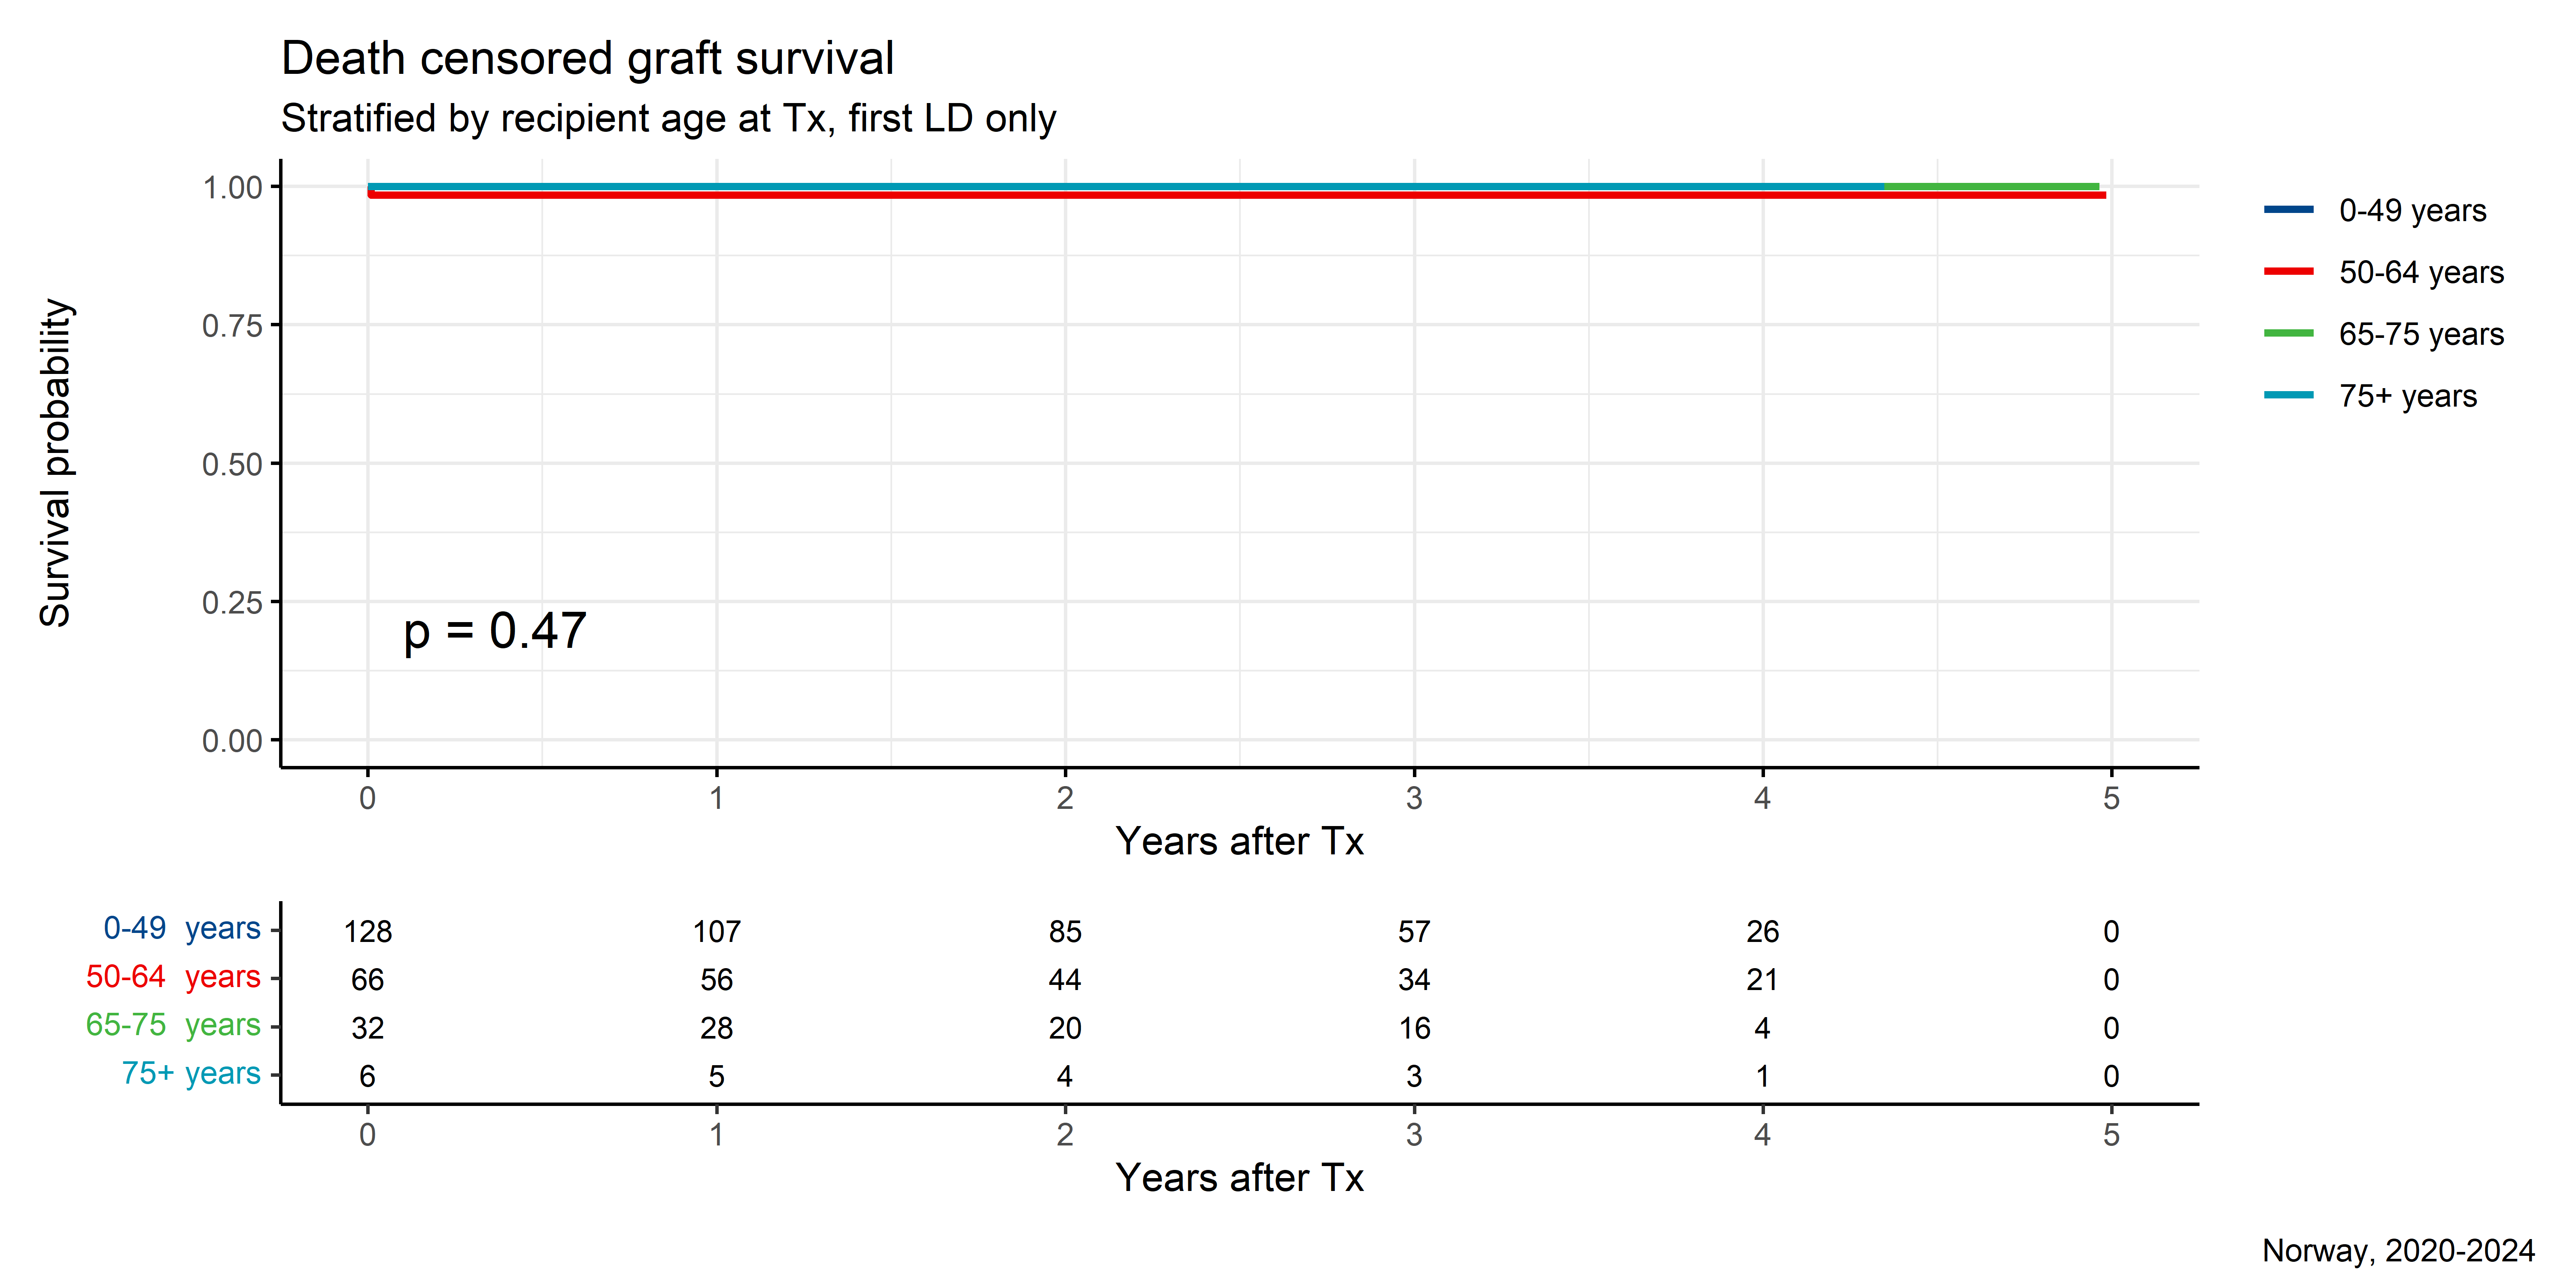 Death censored graft survival
Stratified by recipient age at Tx, first LD only
Survival probability
1.00
0.75
0.50
0.25
0.00
p = 0.47
0 1 2 3 4 5
Years after Tx
0-49 years
50-64 years
65-75 years
75+ years
0-49 years 128 107 85 57 26 0
50-64 years 66 56 44 34 21 0
65-75 years 32 28 20 16 4 0
75+ years 6 5 4 3 1 0
0 1 2 3 4 5
Years after Tx
Norway, 2020-2024